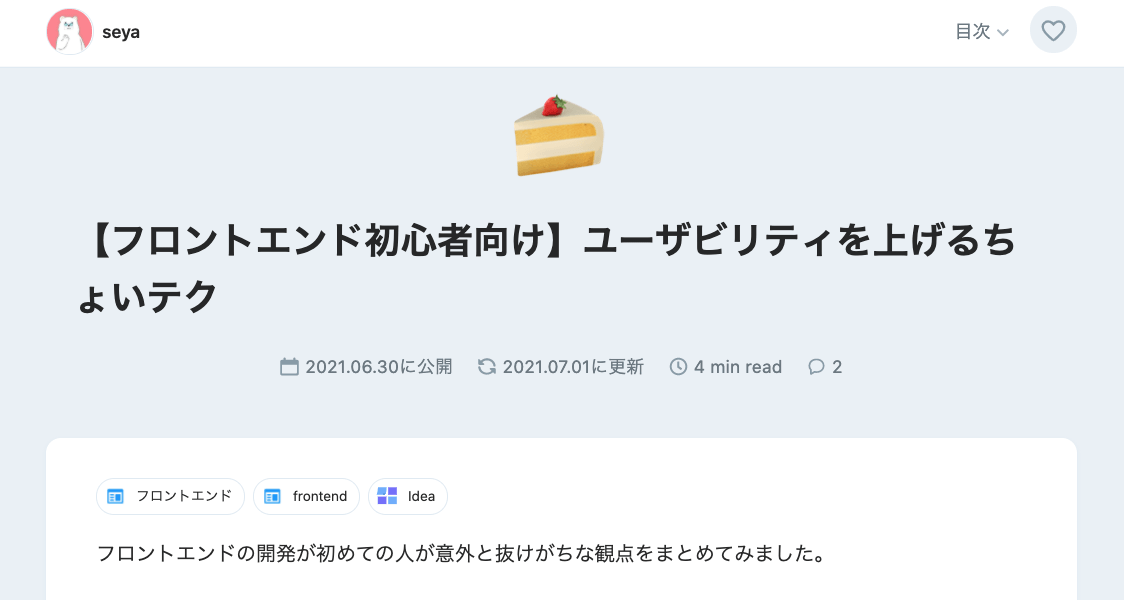 seya
目次
【フロントエンド初心者向け】ユーザビリティを上げるち
ょいテク
2021.06.30に公開 2021.07.01に更新 4 min read 2
フロントエンド frontend Idea
フロントエンドの開発が初めての人が意外と抜けがちな観点をまとめてみました。